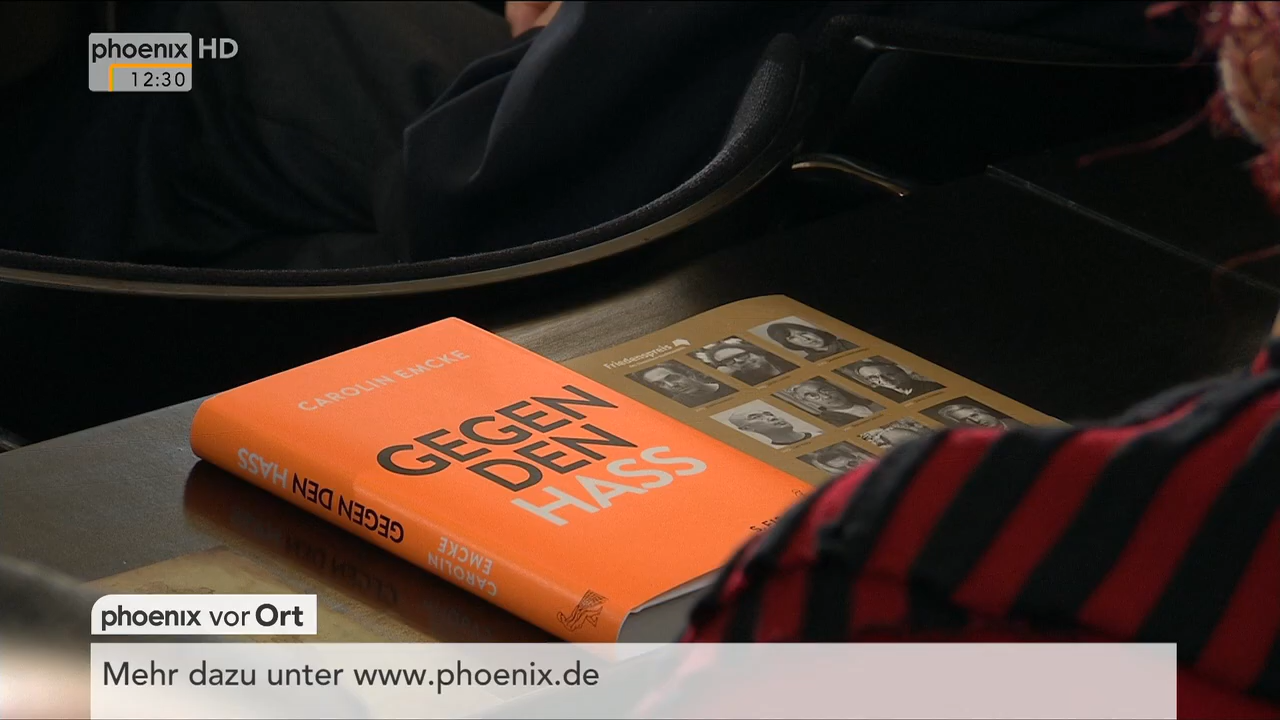 phoenix HD
12:30
Friedenspreis
CAROLIN EMCKE
GEGEN
DEN
HASS
GEGEN DEN HASS
CAROLIN
EMCKE
phoenix vor Ort
Mehr dazu unter www.phoenix.de